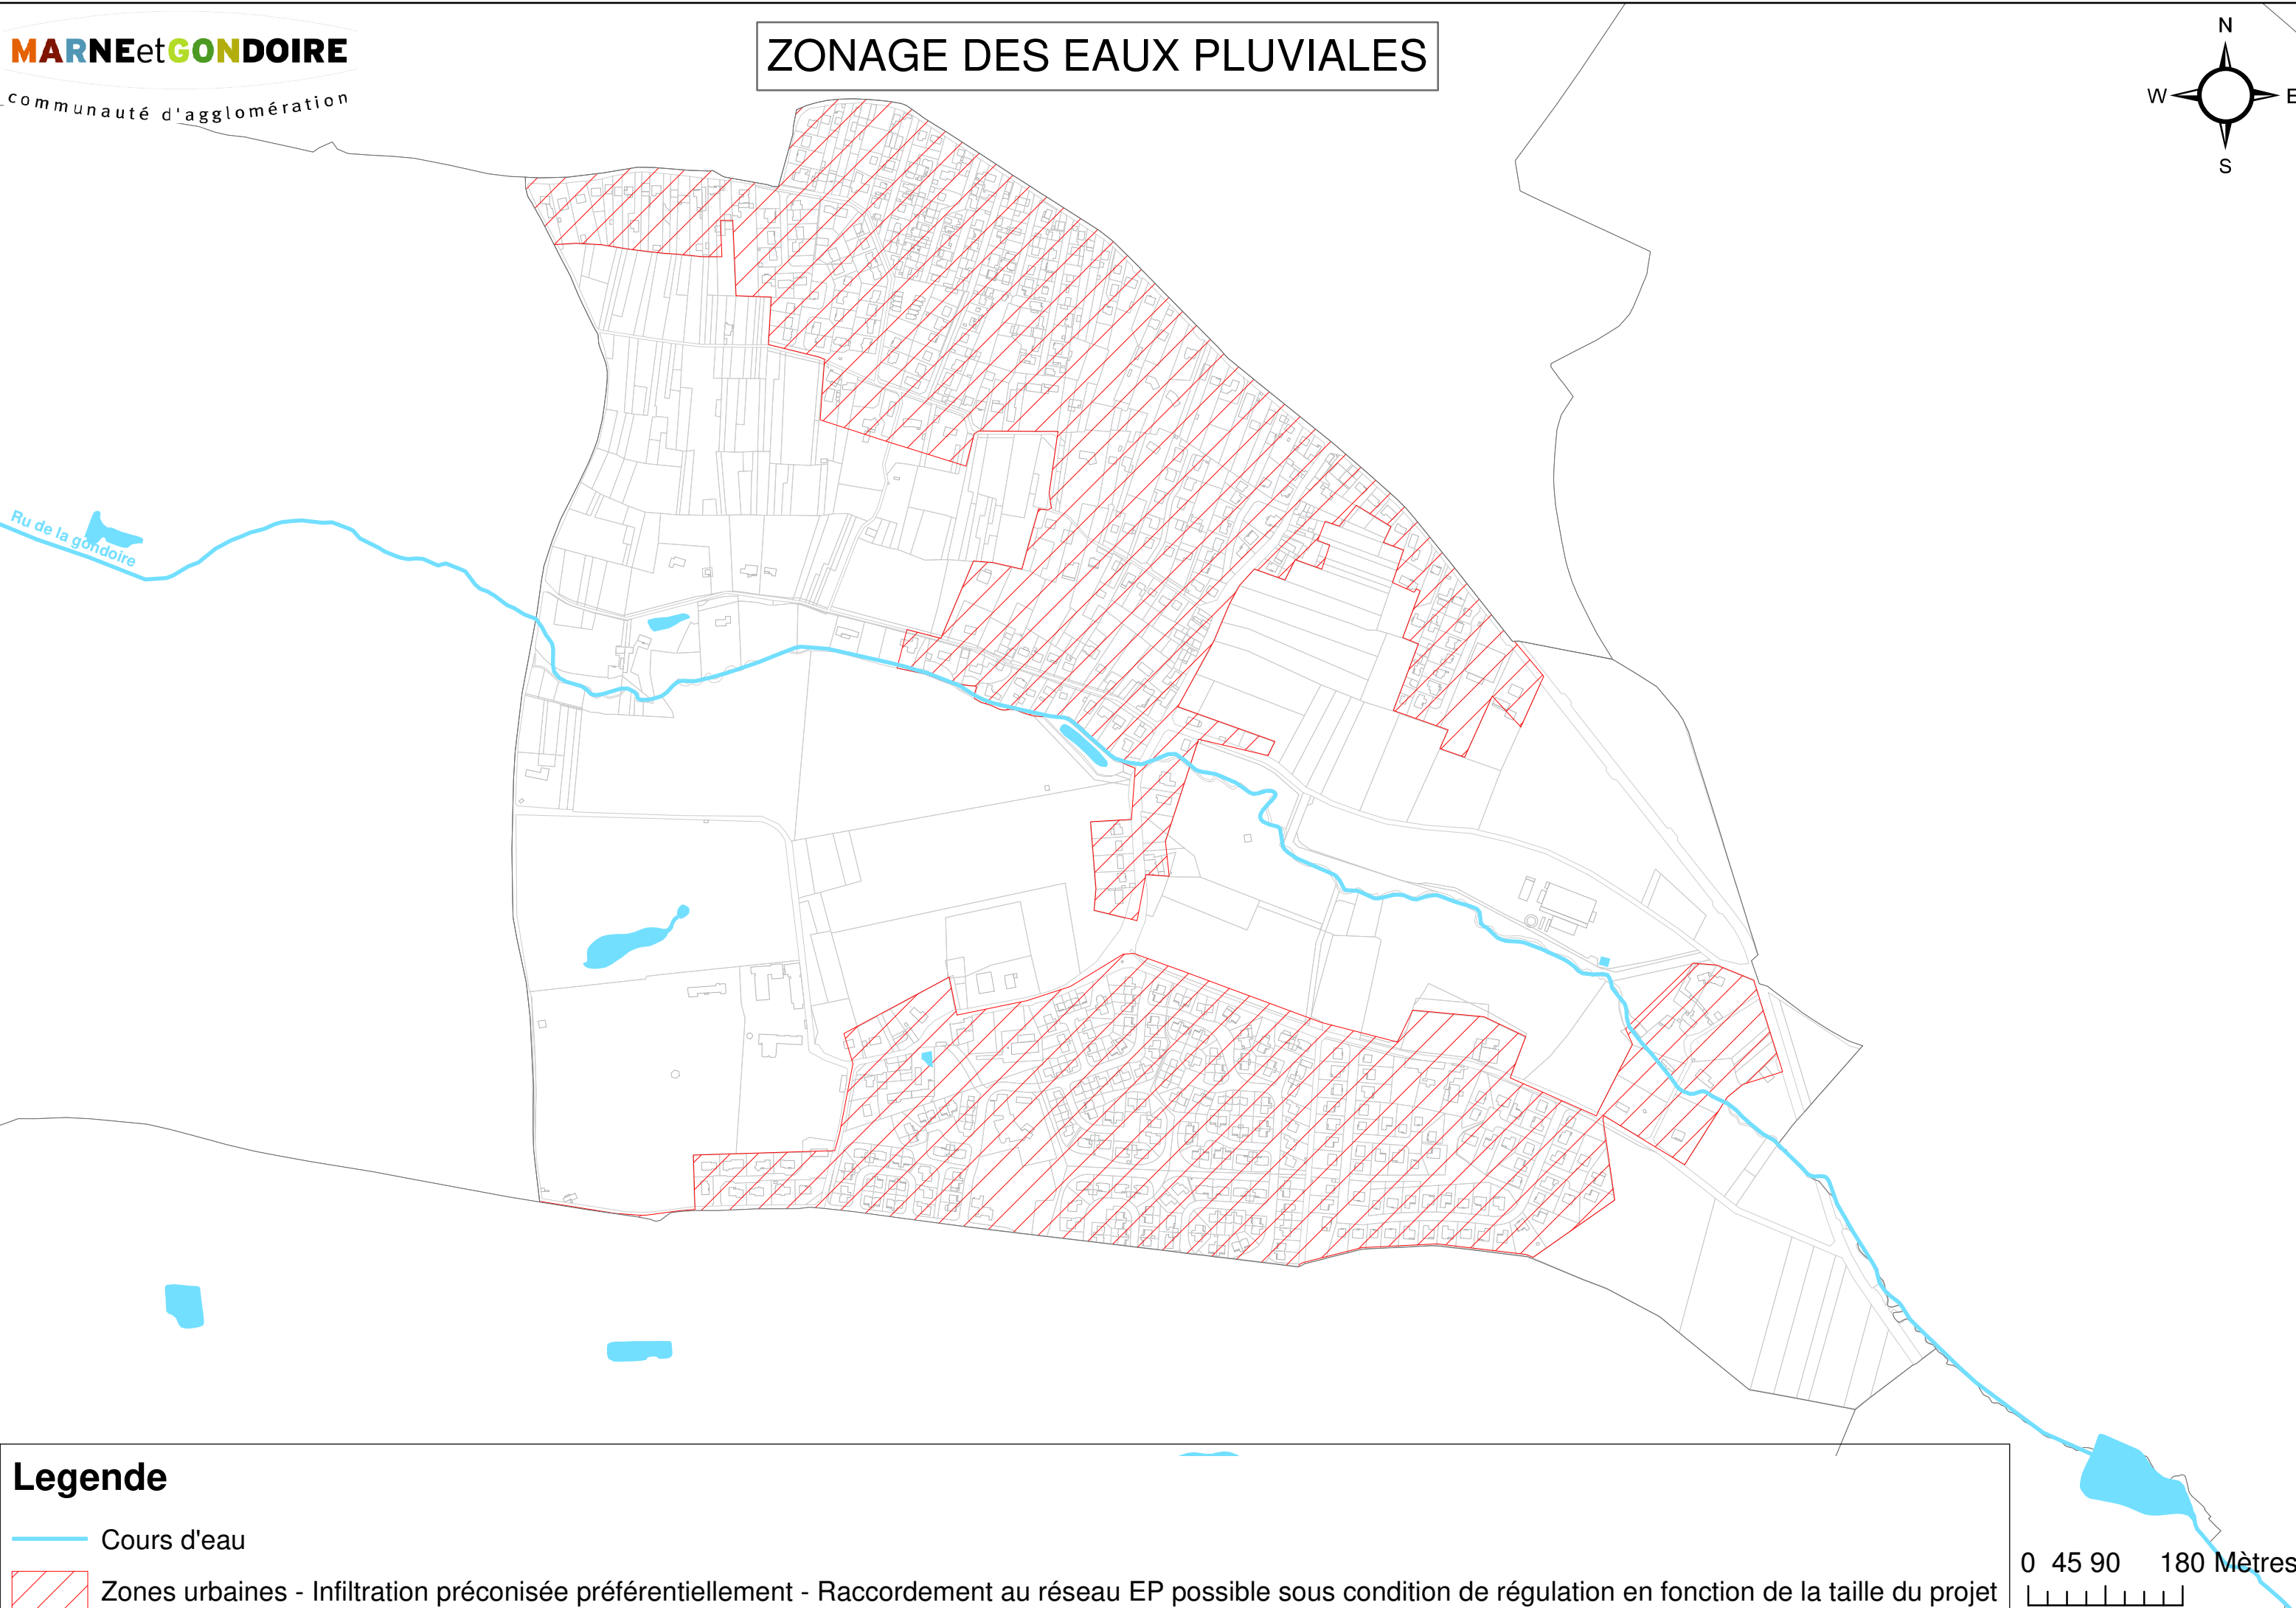 MARNEetGONDOIRE
communauté d'agglomération
ZONAGE DES EAUX PLUVIALES
N
W E
S
Ru de la gondoire
Legende
Cours d'eau
Zones urbaines - Infiltration préconisée préférentiellement - Raccordement au réseau EP possible sous condition de régulation en fonction de la taille du projet
0 45 90 180 Mètres